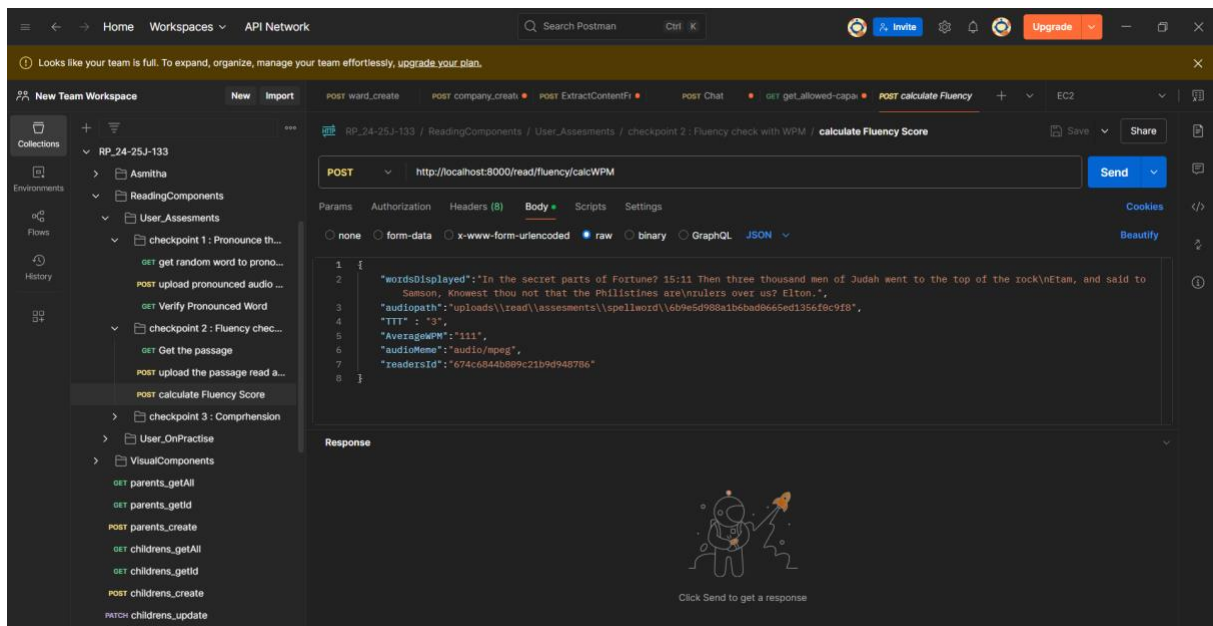 Home Workspaces API Network Search Postman Ctrl K Invite Upgrade
Looks like your team is full. To expand, organize, manage your team effortlessly, upgrade your plan.
New Team Workspace New Import POST ward_create POST company_creat POST ExtractContentFr POST Chat GET get_allowed-capa POST calculate Fluency EC2
Collections
Environments
Flows
History
RP_24-25J-133
Asmitha
ReadingComponents
User_Assesments
checkpoint 1 : Pronounce th...
GET get random word to prono...
POST upload pronounced audio ...
GET Verify Pronounced Word
checkpoint 2 : Fluency chec...
GET Get the passage
POST upload the passage read a...
POST calculate Fluency Score
checkpoint 3 : Comprhension
User_OnPractise
VisualComponents
GET parents_getAll
GET parents_getId
POST parents_create
GET childrens_getAll
GET childrens_getId
POST childrens_create
PATCH childrens_update
HTTP RP_24-25J-133 / ReadingComponents / User_Assesments / checkpoint 2 : Fluency check with WPM / calculate Fluency Score Save Share
POST http://localhost:8000/read/fluency/calcWPM Send
Params Authorization Headers (8) Body Scripts Settings Cookies
none form-data x-www-form-urlencoded raw binary GraphQL JSON Beautify
1 {
2 "wordsDisplayed":"In the secret parts of Fortune? 15:11 Then three thousand men of Judah went to the top of the rock\nEtam, and said to
Samson, Knowest thou not that the Philistines are\nrulers over us? Elton.",
3 "audiopath":"uploads\\read\\assesments\\spellword\\6b9e5d988a1b6bad0665ed1356f0c9f8",
4 "TTT" : "3",
5 "AverageWPM":"111",
6 "audioMeme":"audio/mpeg",
7 "readersId":"674c6844b809c21b9d948786"
8 }
Response
Click Send to get a response